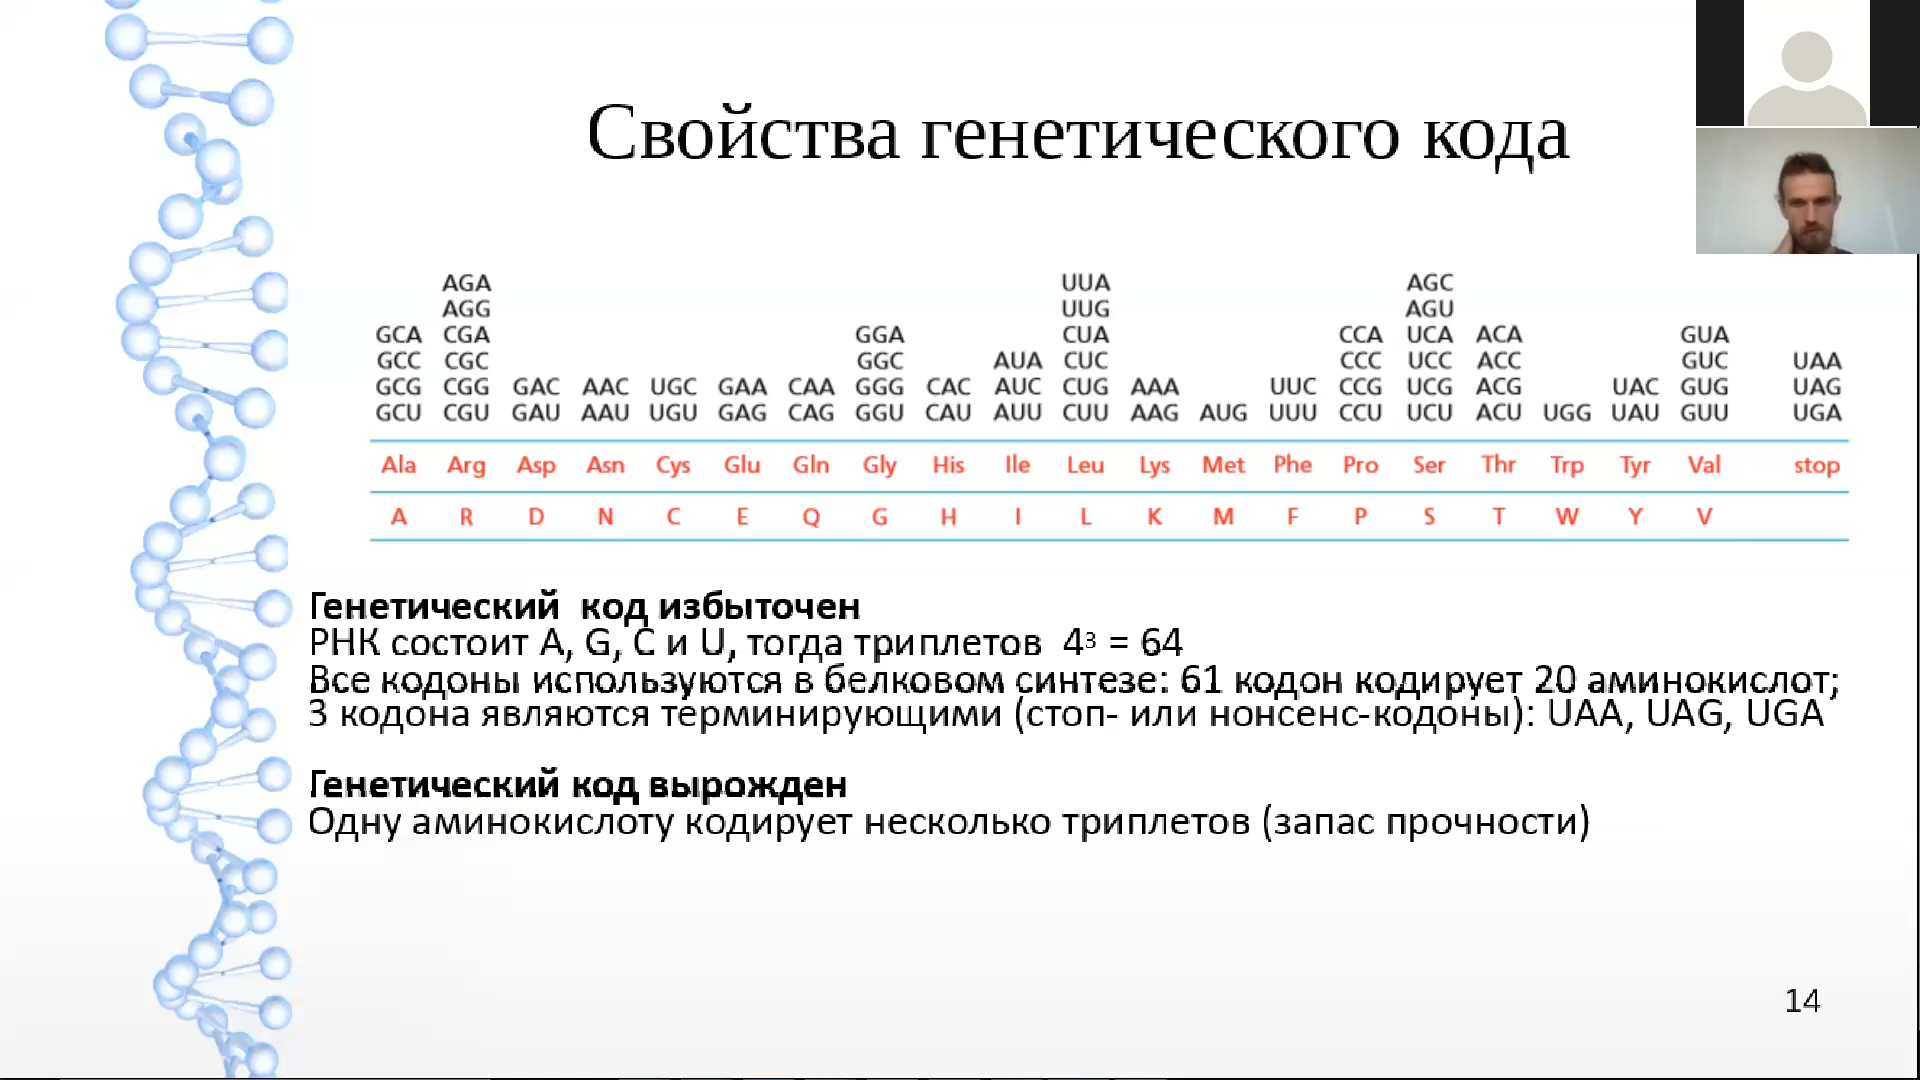 Свойства генетического кода
AGA UUA AGC
AGG UUG AGU
GCA CGA GGA CUA CCA UCA ACA GUA
GCC CGC GGC AUA CUC CCC UCC ACC GUC UAA
GCG CGG GAC AAC UGC GAA CAA GGG CAC AUC CUG AAA UUC CCG UCG ACG UAC GUG UAG
GCU CGU GAU AAU UGU GAG CAG GGU CAU AUU CUU AAG AUG UUU CCU UCU ACU UGG UAU GUU UGA
Ala Arg Asp Asn Cys Glu Gln Gly His Ile Leu Lys Met Phe Pro Ser Thr Trp Tyr Val stop
A R D N C E Q G H I L K M F P S T W Y V
Генетический код избыточен
РНК состоит A, G, C и U, тогда триплетов 4³ = 64
Все кодоны используются в белковом синтезе: 61 кодон кодирует 20 аминокислот;
3 кодона являются терминирующими (стоп- или нонсенс-кодоны): UAA, UAG, UGA
Генетический код вырожден
Одну аминокислоту кодирует несколько триплетов (запас прочности)
14